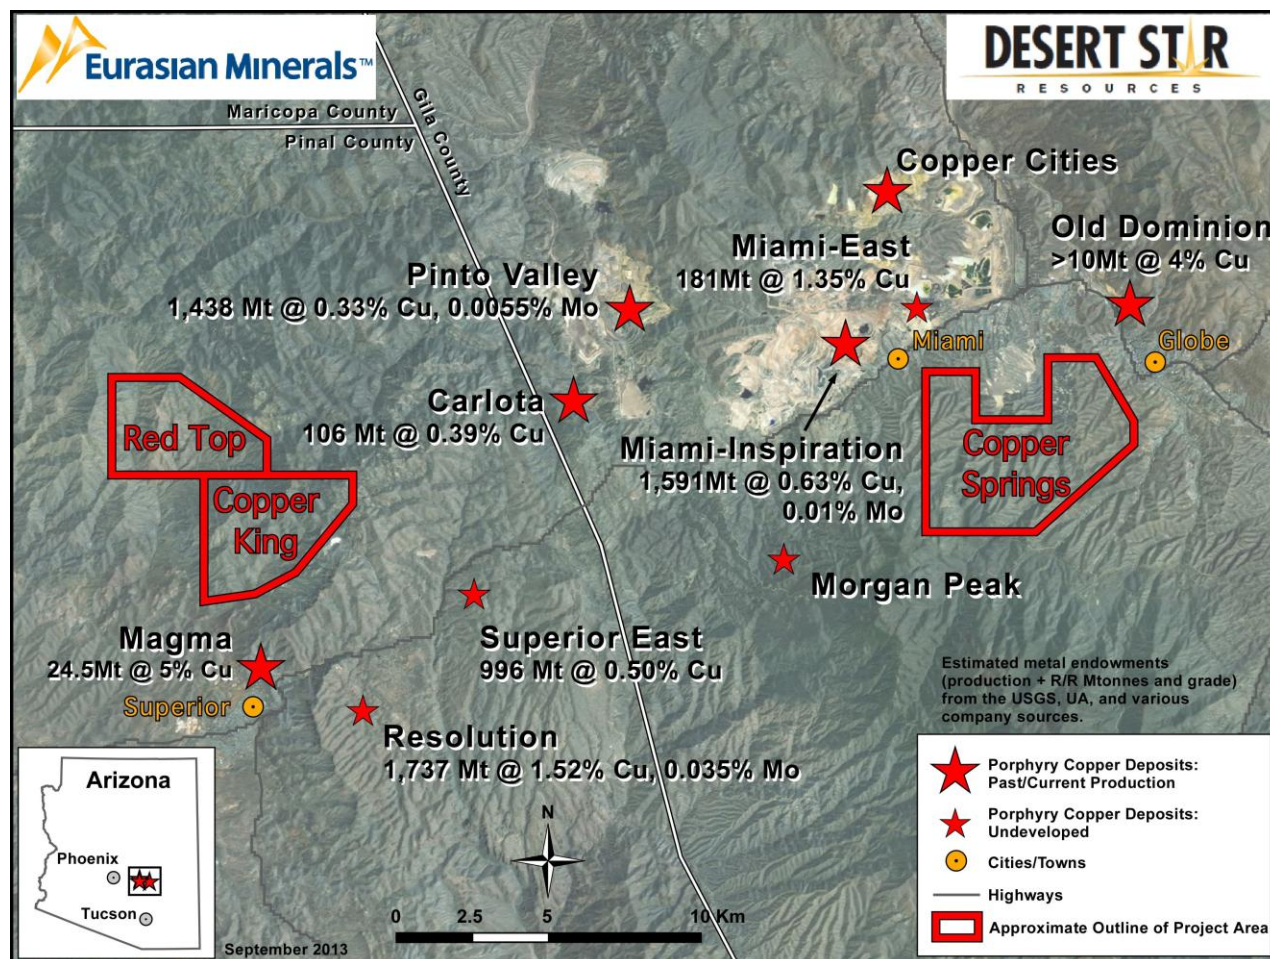 Eurasian Minerals™
DESERT STAR
RESOURCES
Maricopa County
Pinal County
Gila County
Copper Cities
Old Dominion
>10Mt @ 4% Cu
Miami-East
181Mt @ 1.35% Cu
Pinto Valley
1,438 Mt @ 0.33% Cu, 0.0055% Mo
Miami
Globe
Carlota
106 Mt @ 0.39% Cu
Red Top
Copper
King
Miami-Inspiration
1,591Mt @ 0.63% Cu,
0.01% Mo
Copper
Springs
Morgan Peak
Magma
24.5Mt @ 5% Cu
Superior
Superior East
996 Mt @ 0.50% Cu
Resolution
1,737 Mt @ 1.52% Cu, 0.035% Mo
Estimated metal endowments
(production + R/R Mtonnes and grade)
from the USGS, UA, and various
company sources.
Arizona
Phoenix
Tucson
September 2013
N
0 2.5 5 10 Km
Porphyry Copper Deposits:
Past/Current Production
Porphyry Copper Deposits:
Undeveloped
Cities/Towns
Highways
Approximate Outline of Project Area